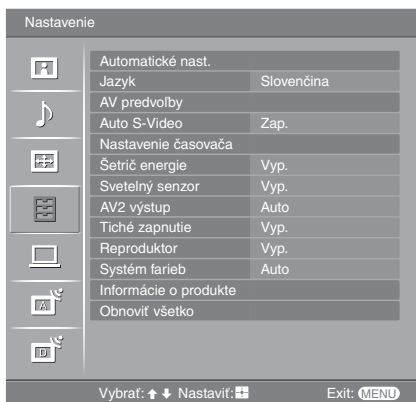 Nastavenie
Automatické nast.
Jazyk Slovenčina
AV predvoľby
Auto S-Video Zap.
Nastavenie časovača
Šetrič energie Vyp.
Svetelný senzor Vyp.
AV2 výstup Auto
Tiché zapnutie Vyp.
Reproduktor Vyp.
Systém farieb Auto
Informácie o produkte
Obnoviť všetko
A
D
Vybrať: Nastaviť: Exit: MENU